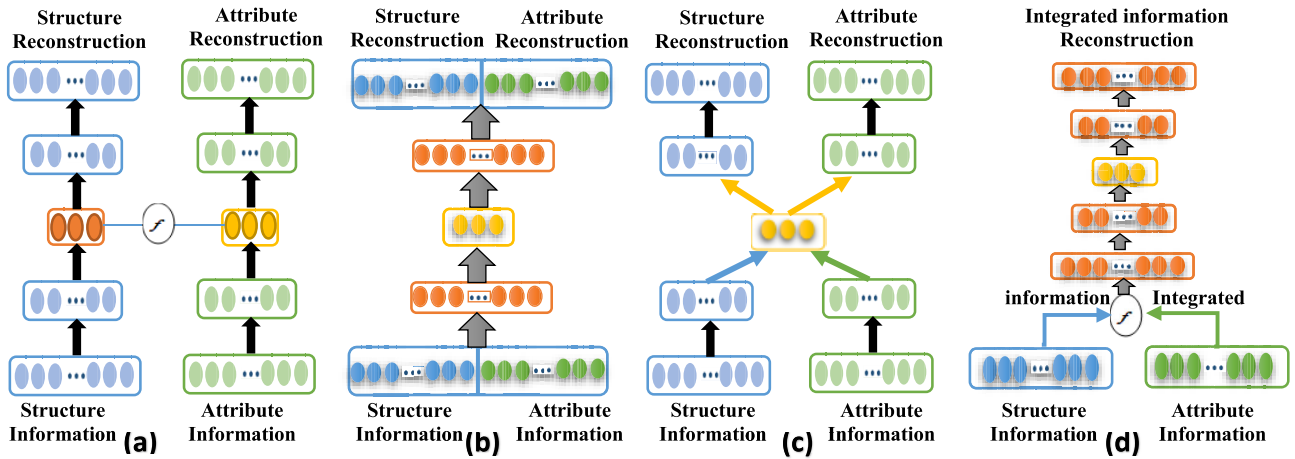 Structure
Reconstruction
Attribute
Reconstruction
f
Structure
Information
Attribute
Information
(a)
Structure
Reconstruction
Attribute
Reconstruction
Structure
Information
Attribute
Information
(b)
Structure
Reconstruction
Attribute
Reconstruction
Structure
Information
Attribute
Information
(c)
Integrated information
Reconstruction
information
Integrated
f
Structure
Information
Attribute
Information
(d)